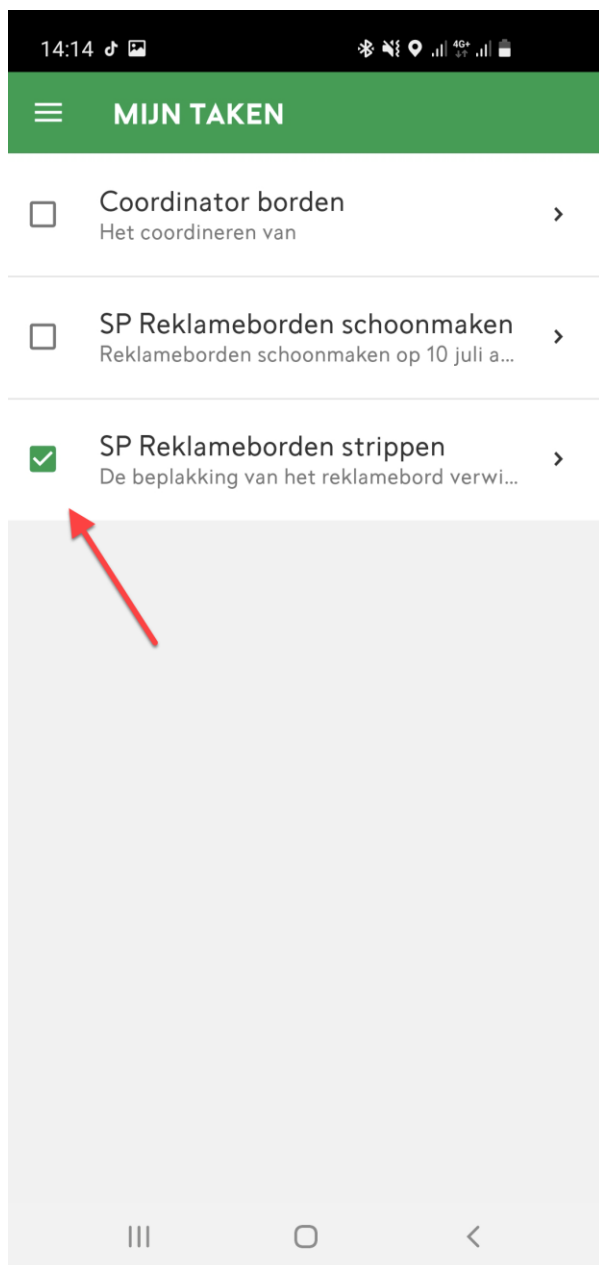 14:14
4G+
MIJN TAKEN
Coordinator borden
Het coordineren van
SP Reklameborden schoonmaken
Reklameborden schoonmaken op 10 juli a...
SP Reklameborden strippen
De beplakking van het reklamebord verwi...